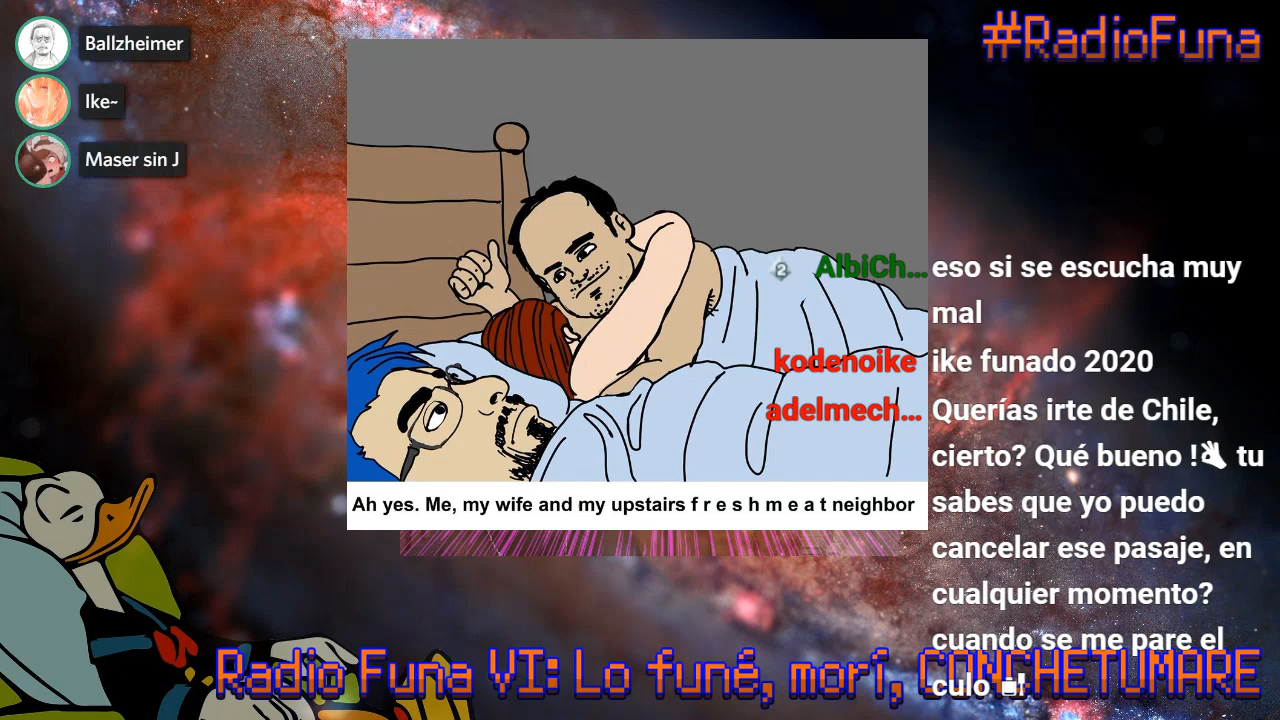 Ballzheimer
Ike~
Maser sin J
#RadioFuna
2 AlbiCh... eso si se escucha muy
mal
kodenoike ike funado 2020
adelmech... Querías irte de Chile,
cierto? Qué bueno !👌 tu
sabes que yo puedo
cancelar ese pasaje, en
cualquier momento?
cuando se me pare el
culo
Ah yes. Me, my wife and my upstairs f r e s h m e a t neighbor
Radio Funa VI: Lo funé, morí, CONCHETUMARE